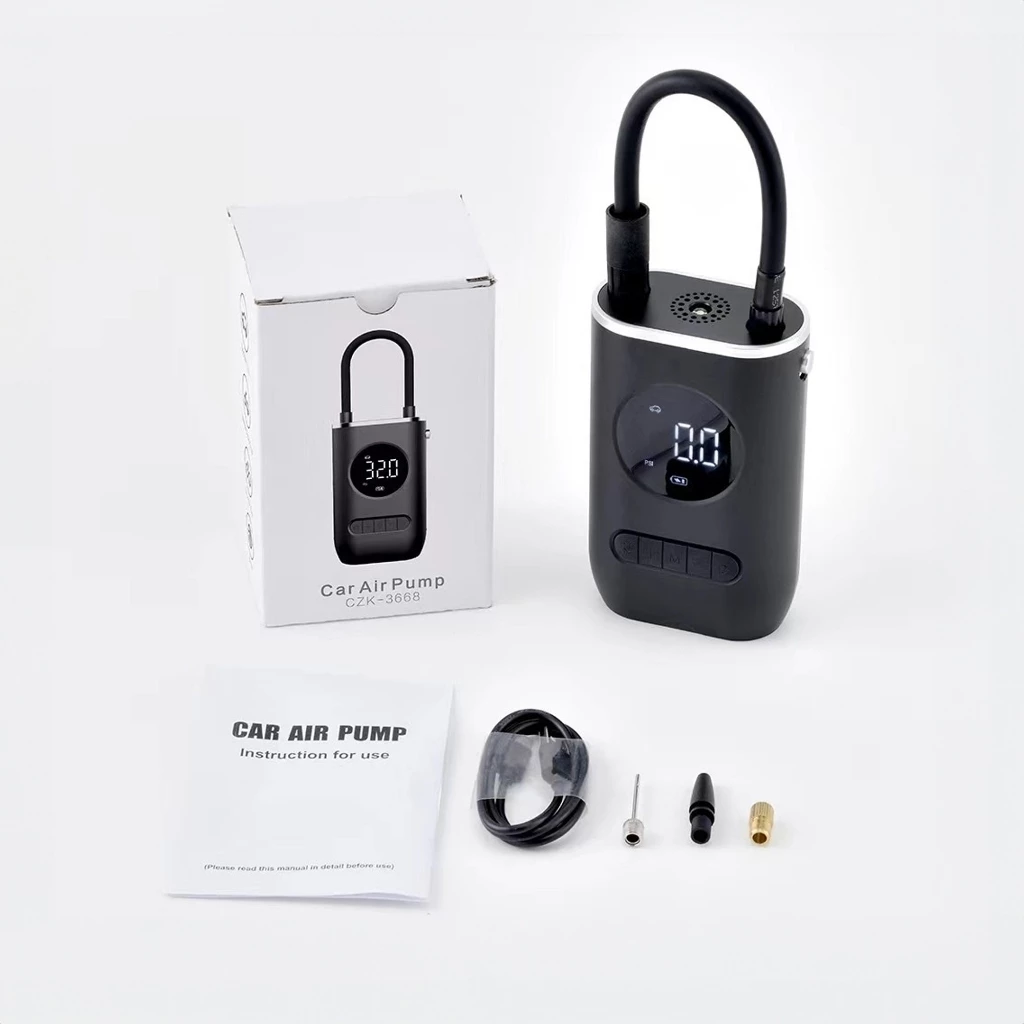 32.0
Car Air Pump
CZK-3668
0.0
PSI
CAR AIR PUMP
Instruction for use
(Please read this manual in detail before use)